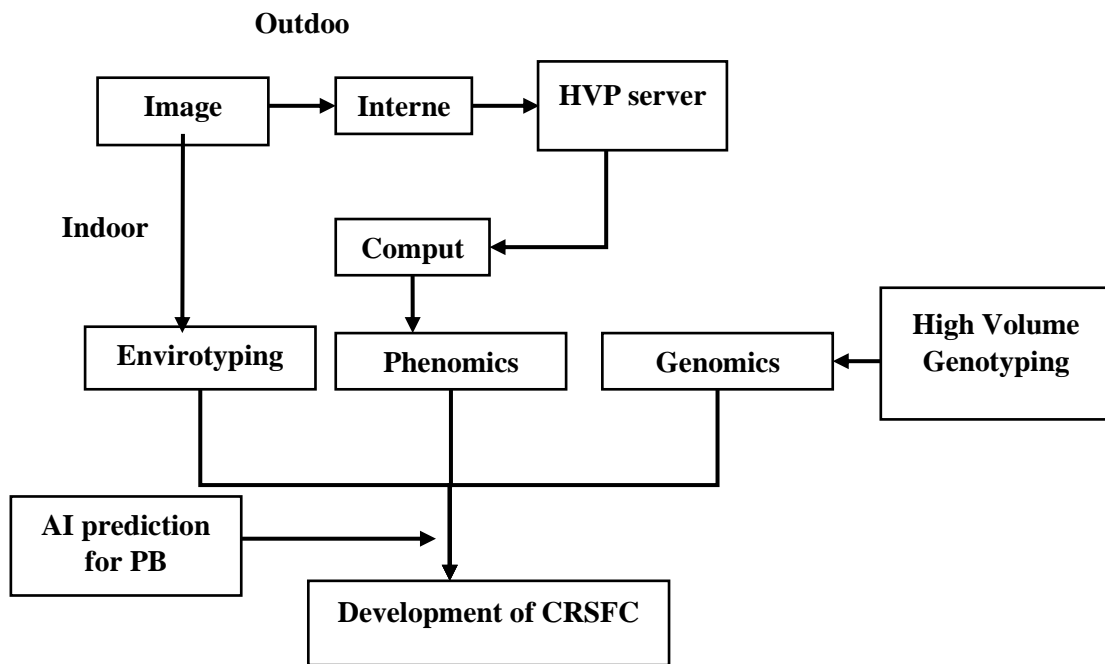 Outdoo
Image
Interne
HVP server
Indoor
Comput
Envirotyping
Phenomics
Genomics
High Volume
Genotyping
AI prediction
for PB
Development of CRSFC